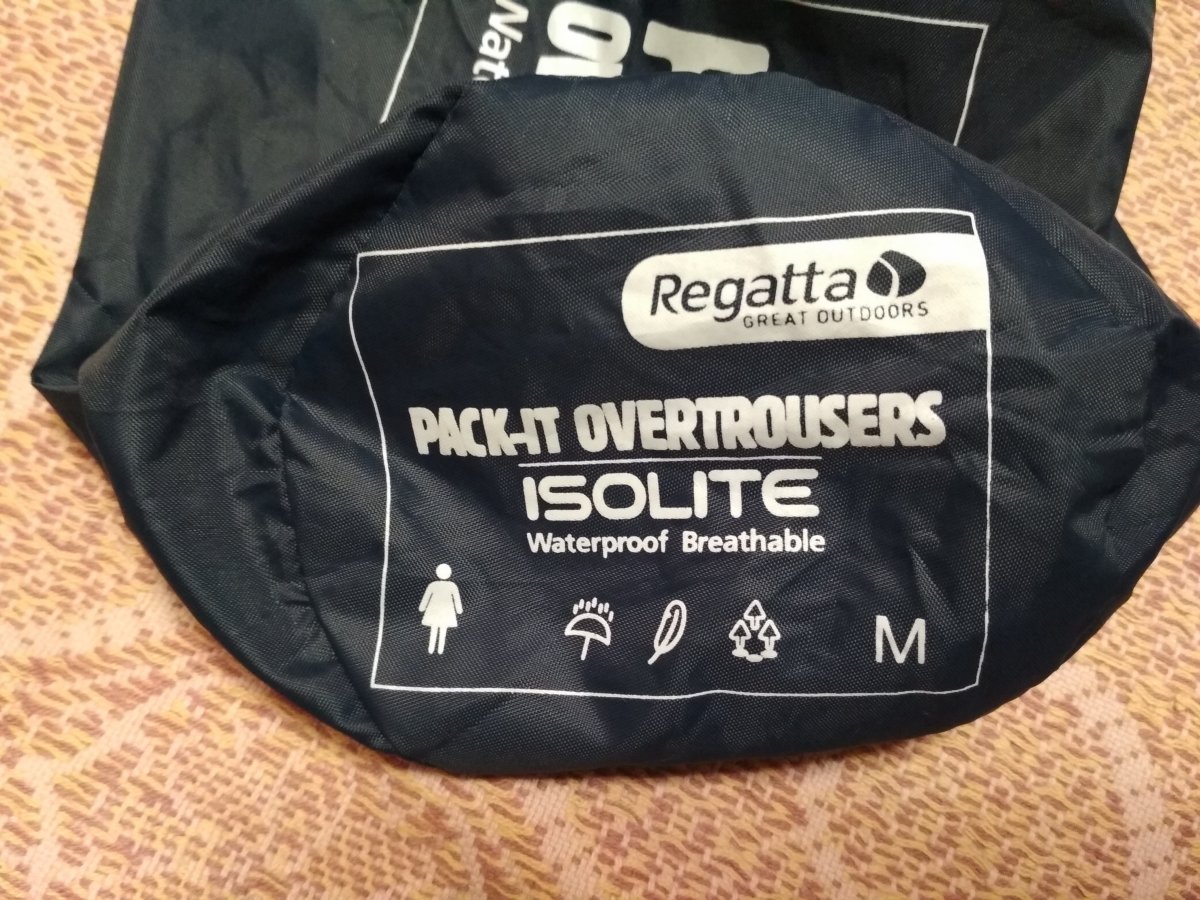 Regatta
GREAT OUTDOORS
PACK-IT OVERTROUSERS
ISOLITE
Waterproof Breathable
M